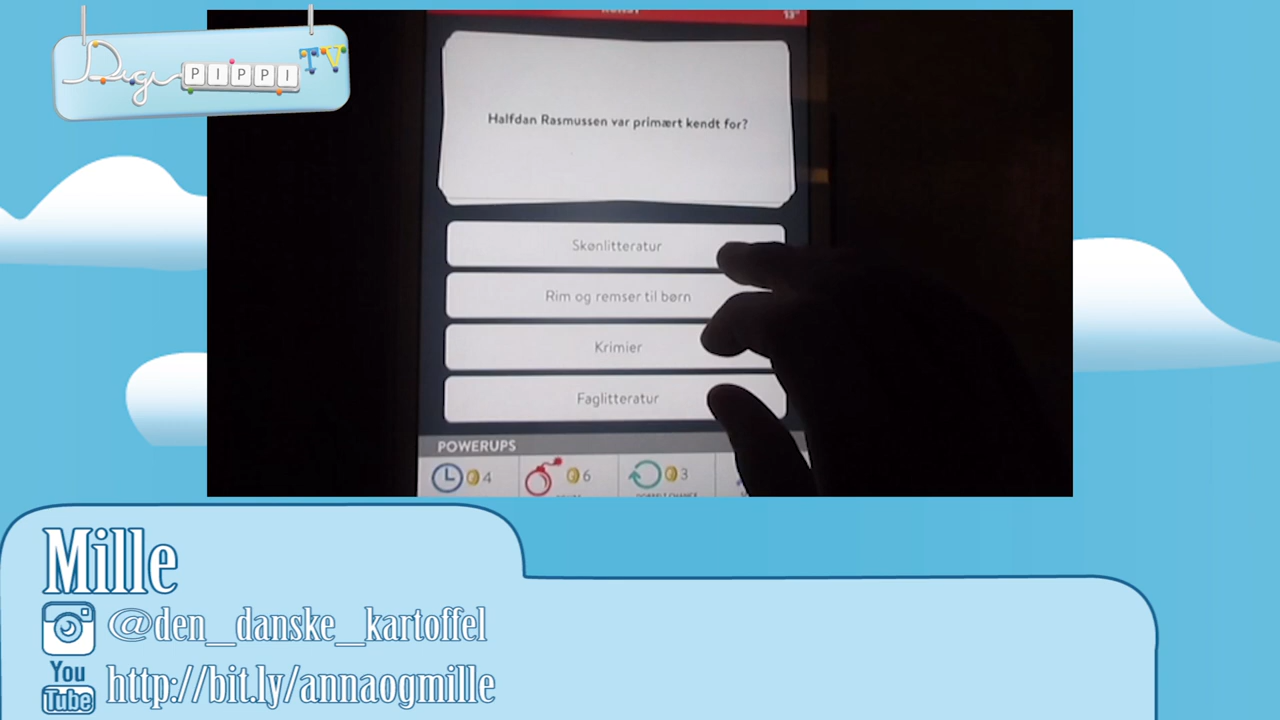 Digi PIPPI TV
13"
Halfdan Rasmussen var primært kendt for?
Skønlitteratur
Rim og remser til børn
Krimier
Faglitteratur
POWERUPS
4
6
3
Mille
@den_danske_kartoffel
You
Tube
http://bit.ly/annaogmille